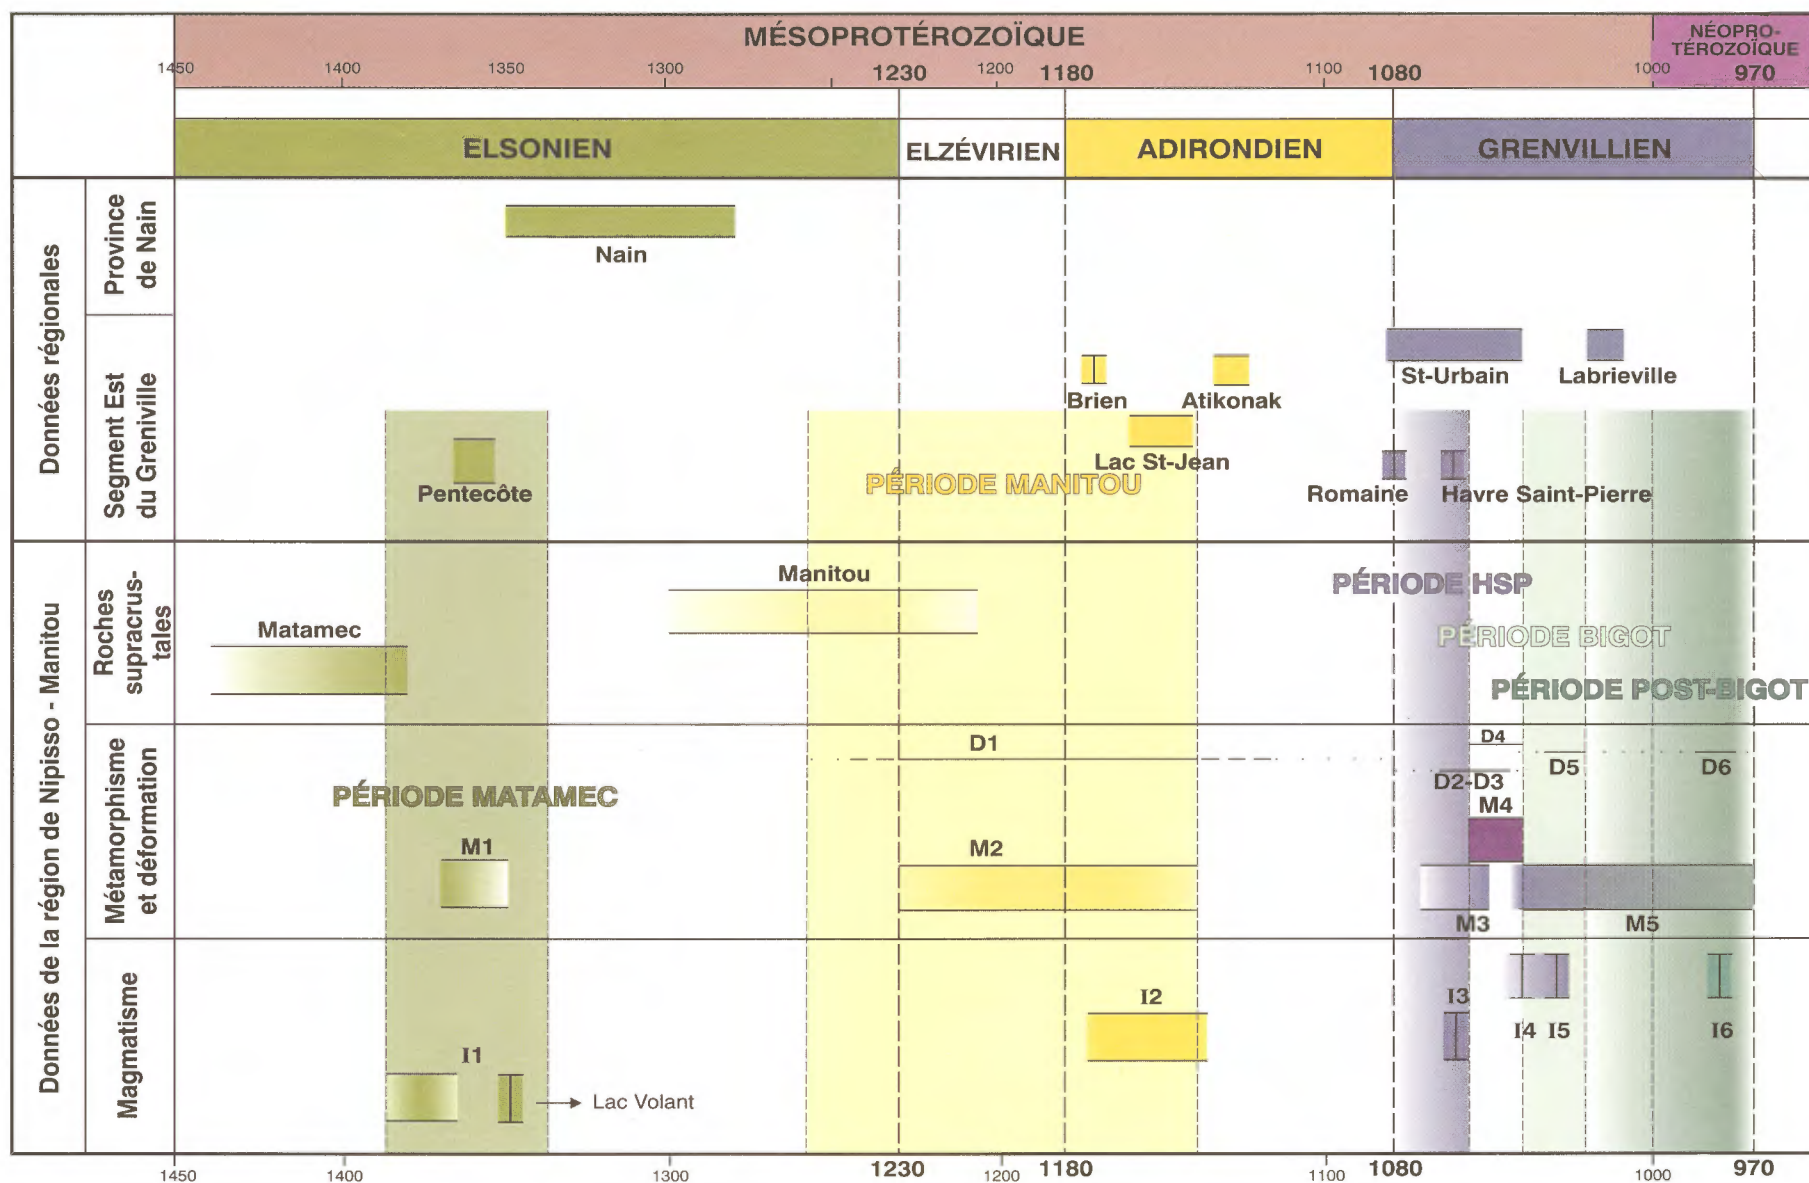 MÉSOPROTÉROZOÏQUE
NÉOPRO-
TÉROZOÏQUE
1450 1400 1350 1300 1230 1200 1180 1100 1080 1000 970
ELSONIEN ELZÉVIRIEN ADIRONDIEN GRENVILLIEN
Données régionales
Province
de Nain
Nain
Segment Est
du Grenville
St-Urbain Labrieville
Brien Atikonak
Lac St-Jean
Pentecôte
PÉRIODE MANITOU
Romaine Havre Saint-Pierre
Données de la région de Nipisso - Manitou
Roches
supracrus-
tales
Manitou
PÉRIODE HSP
Matamec
PÉRIODE BIGOT
PÉRIODE POST-BIGOT
Métamorphisme
et déformation
D1
D4
D5 D6
D2-D3
PÉRIODE MATAMEC
M4
M1
M2
M3 M5
Magmatisme
I2
I3
I4 I5 I6
I1
Lac Volant
1450 1400 1300 1230 1200 1180 1100 1080 1000 970